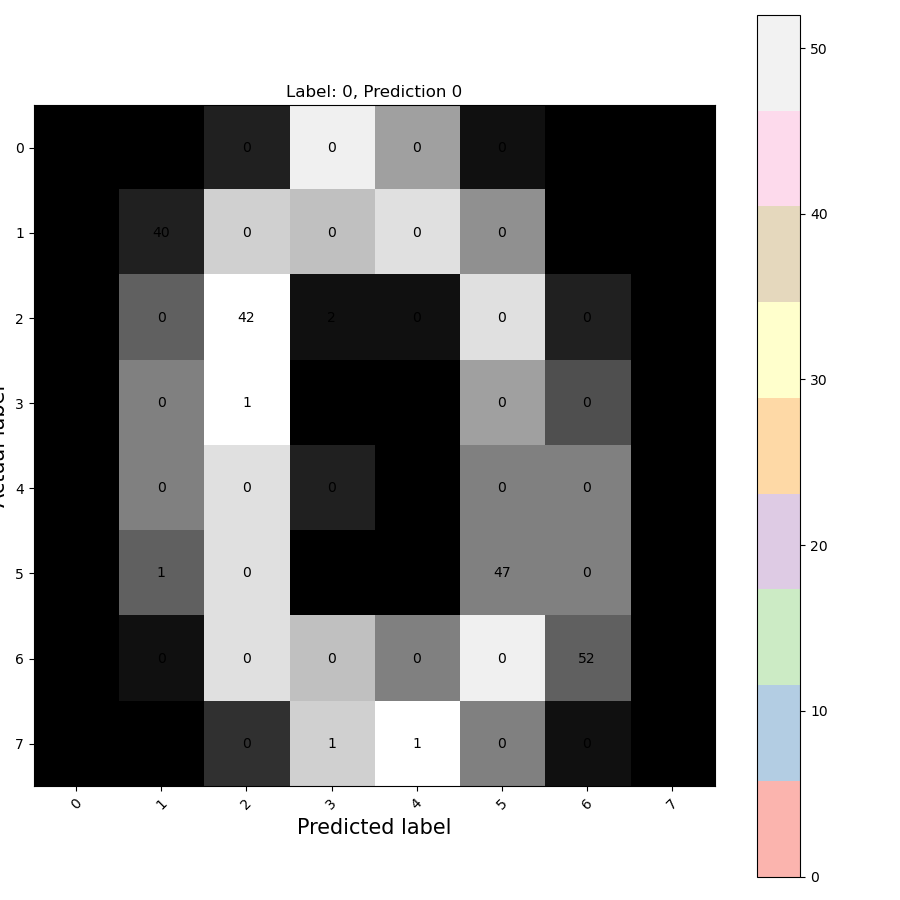 Label: 0, Prediction 0
50
40
30
20
10
0
0 0 0 0 0
1 40 0 0 0 0
2 0 42 2 0 0 0
3 0 1 0 0
4 0 0 0 0 0
5 1 0 47 0
6 0 0 0 0 0 52
7 0 1 1 0 0
0 1 2 3 4 5 6 7
Predicted label